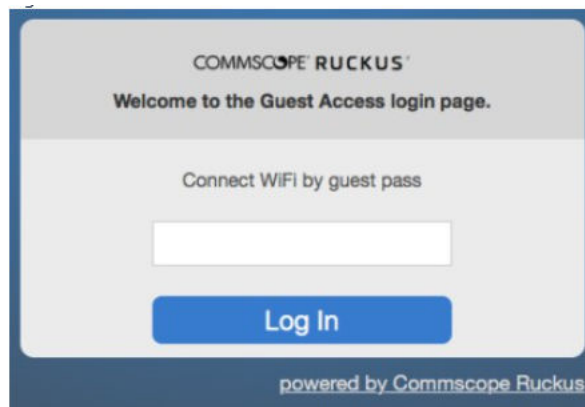 COMMSCOPE RUCKUS
Welcome to the Guest Access login page.
Connect WiFi by guest pass
Log In
powered by Commscope Ruckus